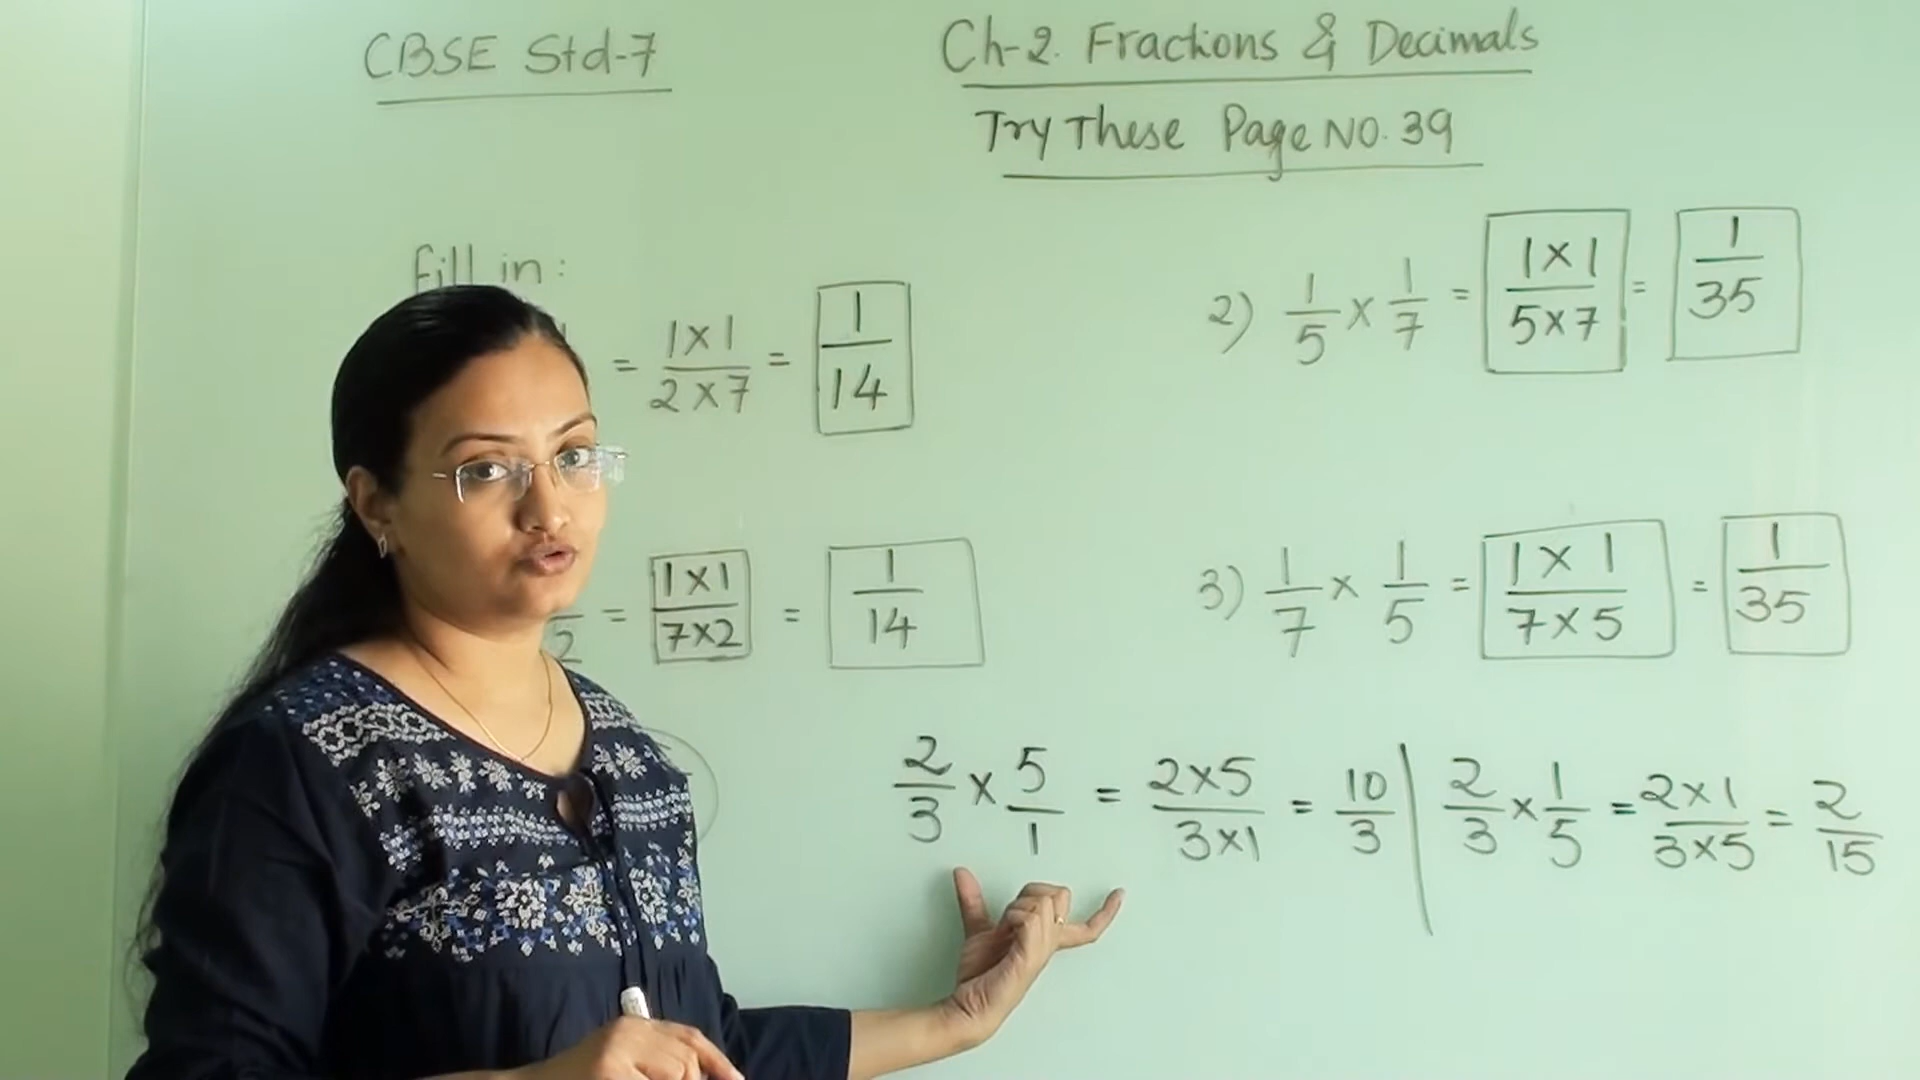 CBSE Std-7
Ch-2. Fractions & Decimals
Try These Page No. 39
Fill in :
= 1×1/2×7 = 1/14
2) 1/5 × 1/7 = 1×1/5×7 = 1/35
2 = 1×1/7×2 = 1/14
3) 1/7 × 1/5 = 1×1/7×5 = 1/35
2/3 × 5/1 = 2×5/3×1 = 10/3 | 2/3 × 1/5 = 2×1/3×5 = 2/15